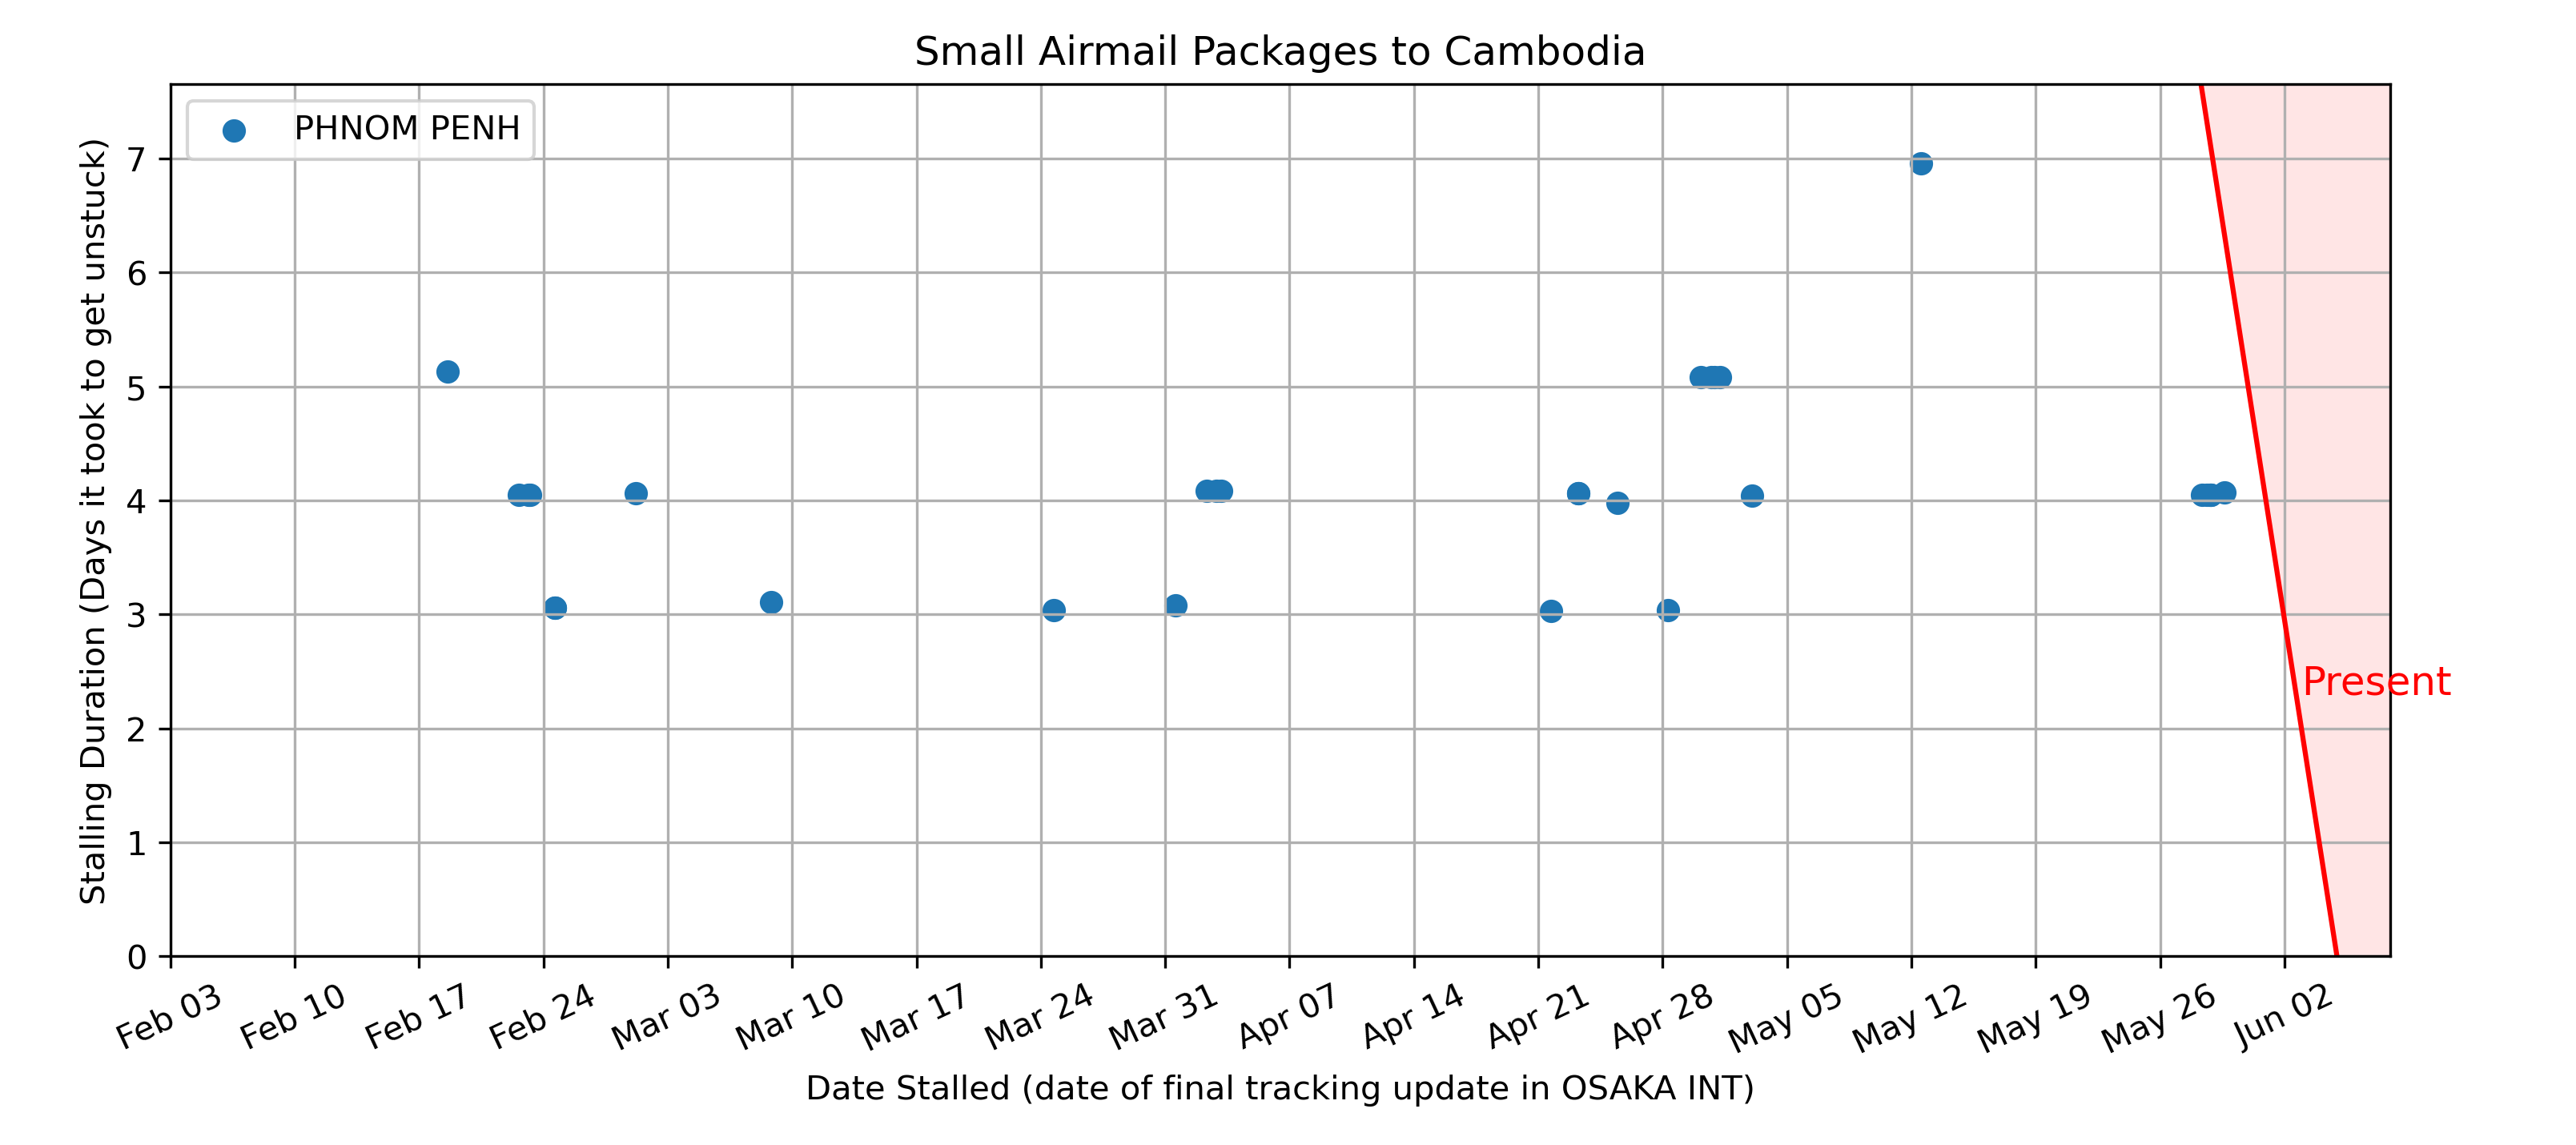 Small Airmail Packages to Cambodia
PHNOM PENH
Stalling Duration (Days it took to get unstuck)
7
6
5
4
3
2
1
0
Present
Feb 03 Feb 10 Feb 17 Feb 24 Mar 03 Mar 10 Mar 17 Mar 24 Mar 31 Apr 07 Apr 14 Apr 21 Apr 28 May 05 May 12 May 19 May 26 Jun 02
Date Stalled (date of final tracking update in OSAKA INT)